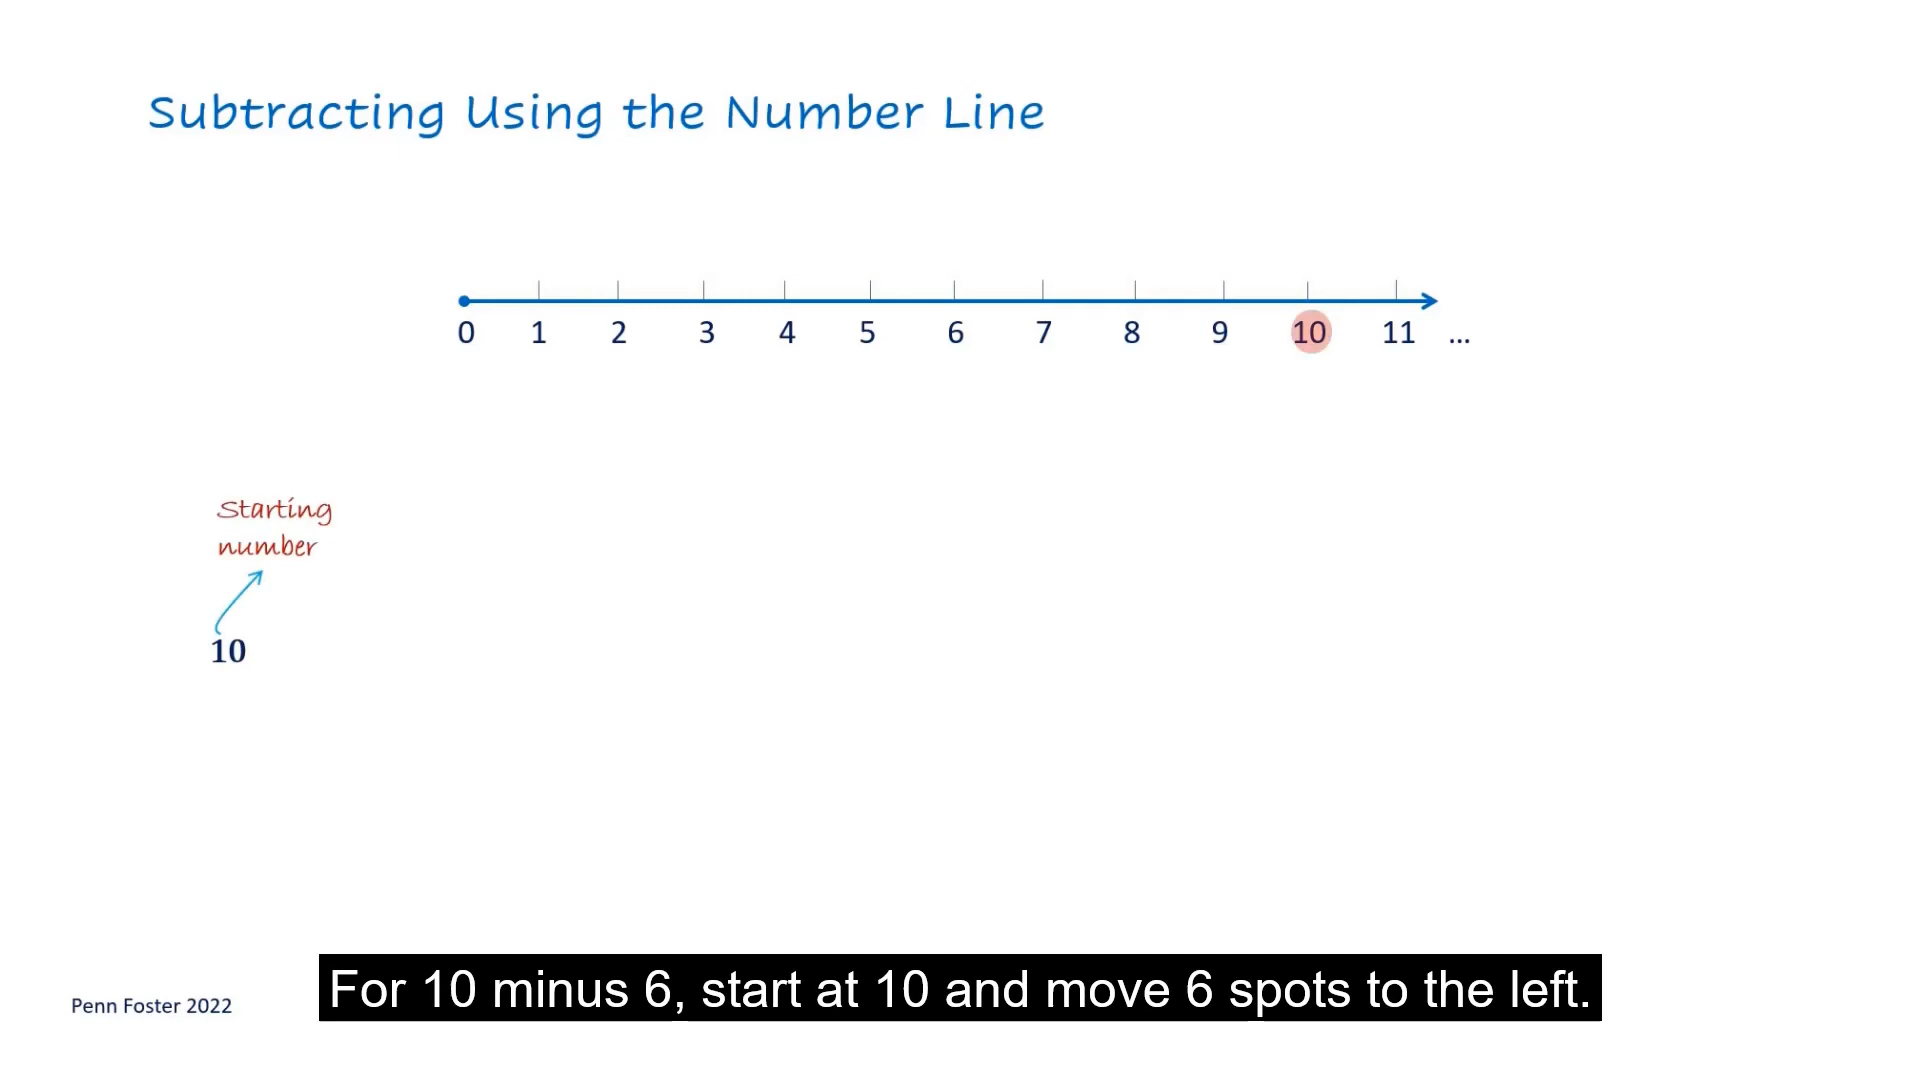 Subtracting Using the Number Line
0 1 2 3 4 5 6 7 8 9 10 11 ...
Starting
number
10
For 10 minus 6, start at 10 and move 6 spots to the left.
Penn Foster 2022